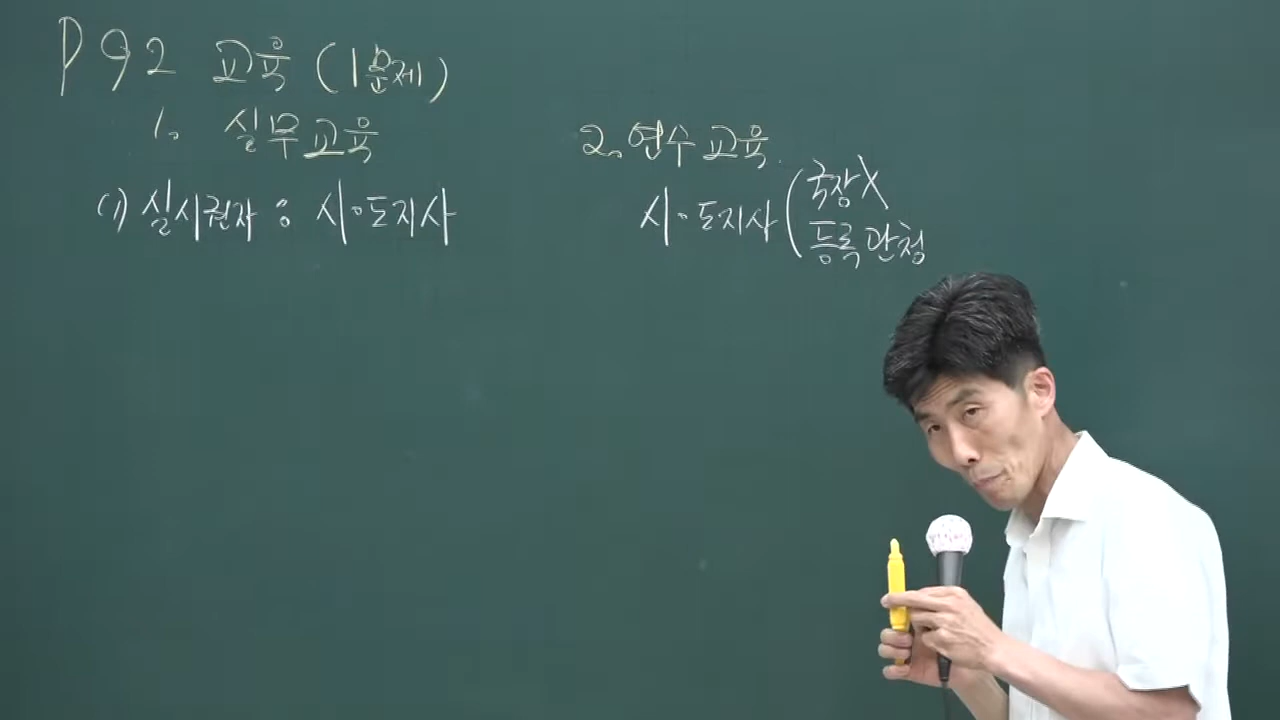 P92 교육 (1문제)
1. 실무교육
(1) 실시권자 : 시·도지사
2. 연수교육
시·도지사 (국장X
등록관청